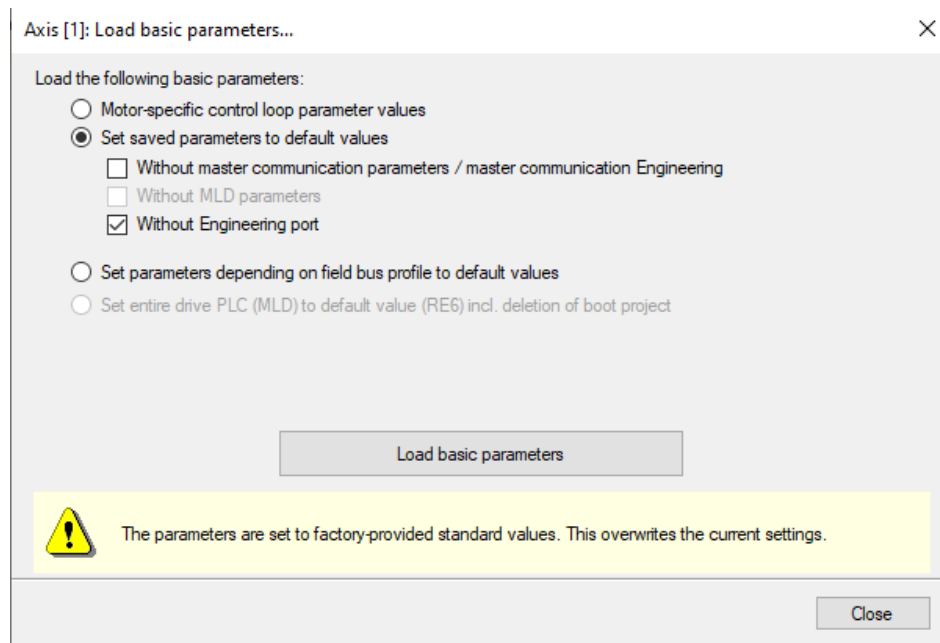 Axis [1]: Load basic parameters...
Load the following basic parameters:
Motor-specific control loop parameter values
Set saved parameters to default values
Without master communication parameters / master communication Engineering
Without MLD parameters
Without Engineering port
Set parameters depending on field bus profile to default values
Set entire drive PLC (MLD) to default value (RE6) incl. deletion of boot project
Load basic parameters
The parameters are set to factory-provided standard values. This overwrites the current settings.
Close